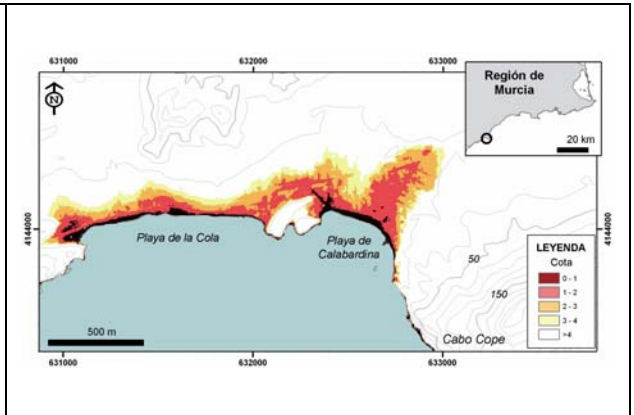 631000
632000
633000
N
Región de
Murcia
20 km
4144000
4144000
Playa de la Cola
Playa de
Calabardina
50
150
LEYENDA
Cota
0 - 1
1 - 2
2 - 3
3 - 4
>4
500 m
Cabo Cope
631000
632000
633000